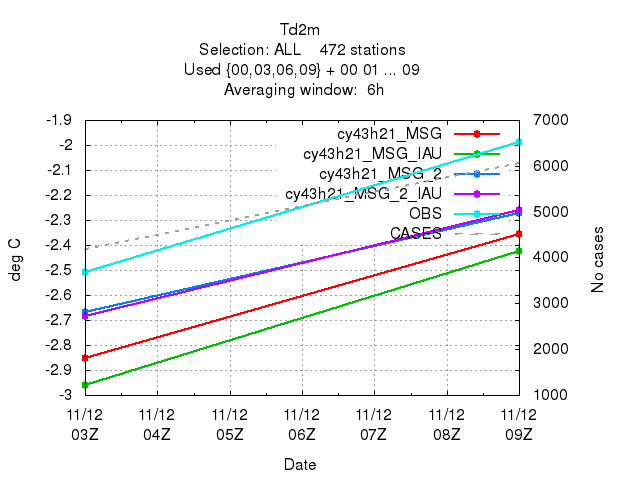 Td2m
Selection: ALL    472 stations
Used {00,03,06,09} + 00 01 ... 09
Averaging window:  6h
-1.9
-2
-2.1
-2.2
-2.3
-2.4
-2.5
-2.6
-2.7
-2.8
-2.9
-3
deg C
cy43h21_MSG
cy43h21_MSG_IAU
cy43h21_MSG_2
cy43h21_MSG_2_IAU
OBS
CASES
7000
6000
5000
4000
3000
2000
1000
No cases
11/12 11/12 11/12 11/12 11/12 11/12 11/12
03Z 04Z 05Z 06Z 07Z 08Z 09Z
Date